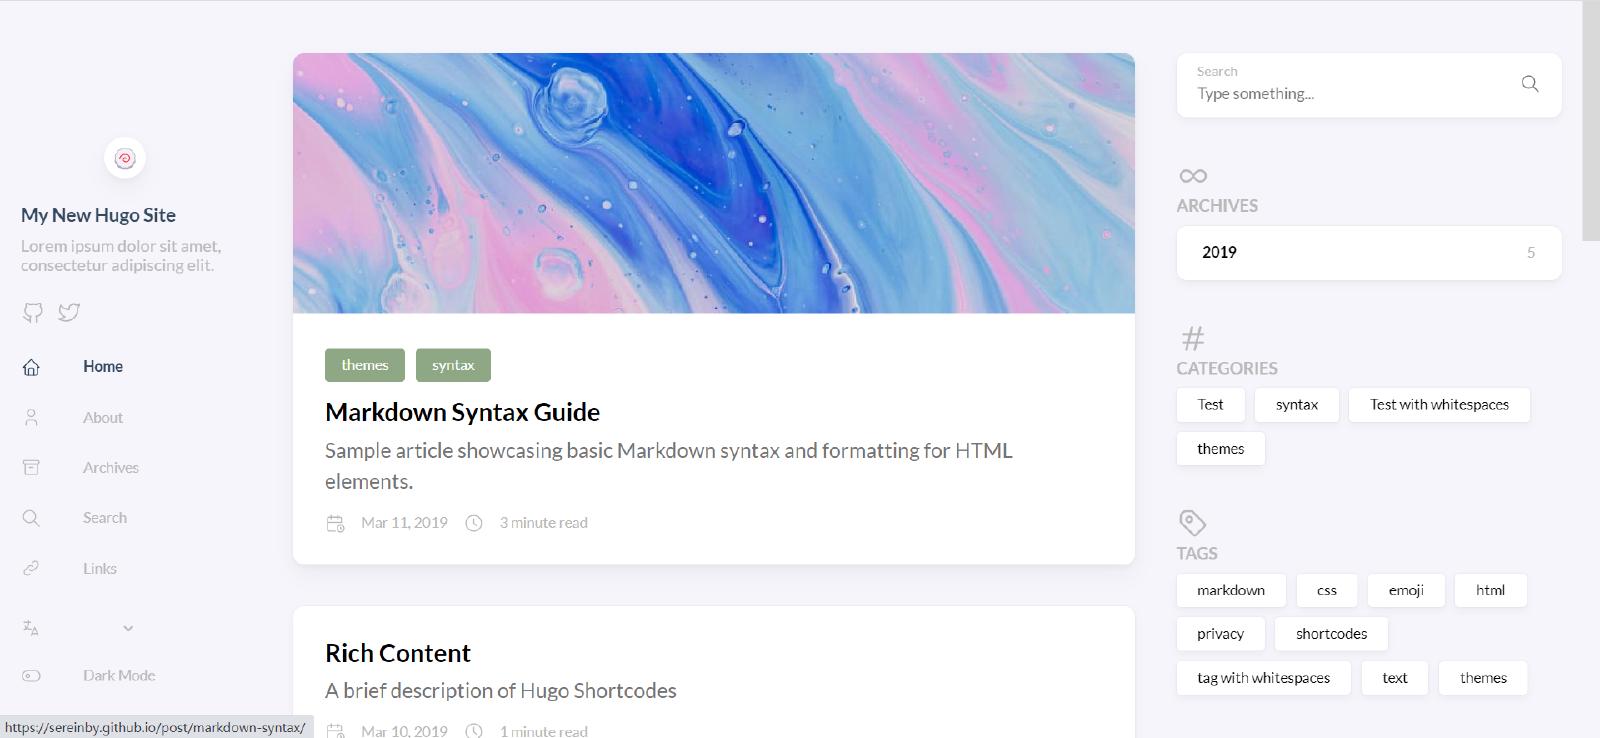 My New Hugo Site
Lorem ipsum dolor sit amet,
consectetur adipiscing elit.
Home
About
Archives
Search
Links
Dark Mode
themes
syntax
Markdown Syntax Guide
Sample article showcasing basic Markdown syntax and formatting for HTML
elements.
Mar 11, 2019
3 minute read
Rich Content
A brief description of Hugo Shortcodes
Mar 10, 2019
1 minute read
Search
Type something...
ARCHIVES
2019 5
CATEGORIES
Test syntax Test with whitespaces
themes
TAGS
markdown css emoji html
privacy shortcodes
tag with whitespaces text themes
https://sereinby.github.io/post/markdown-syntax/